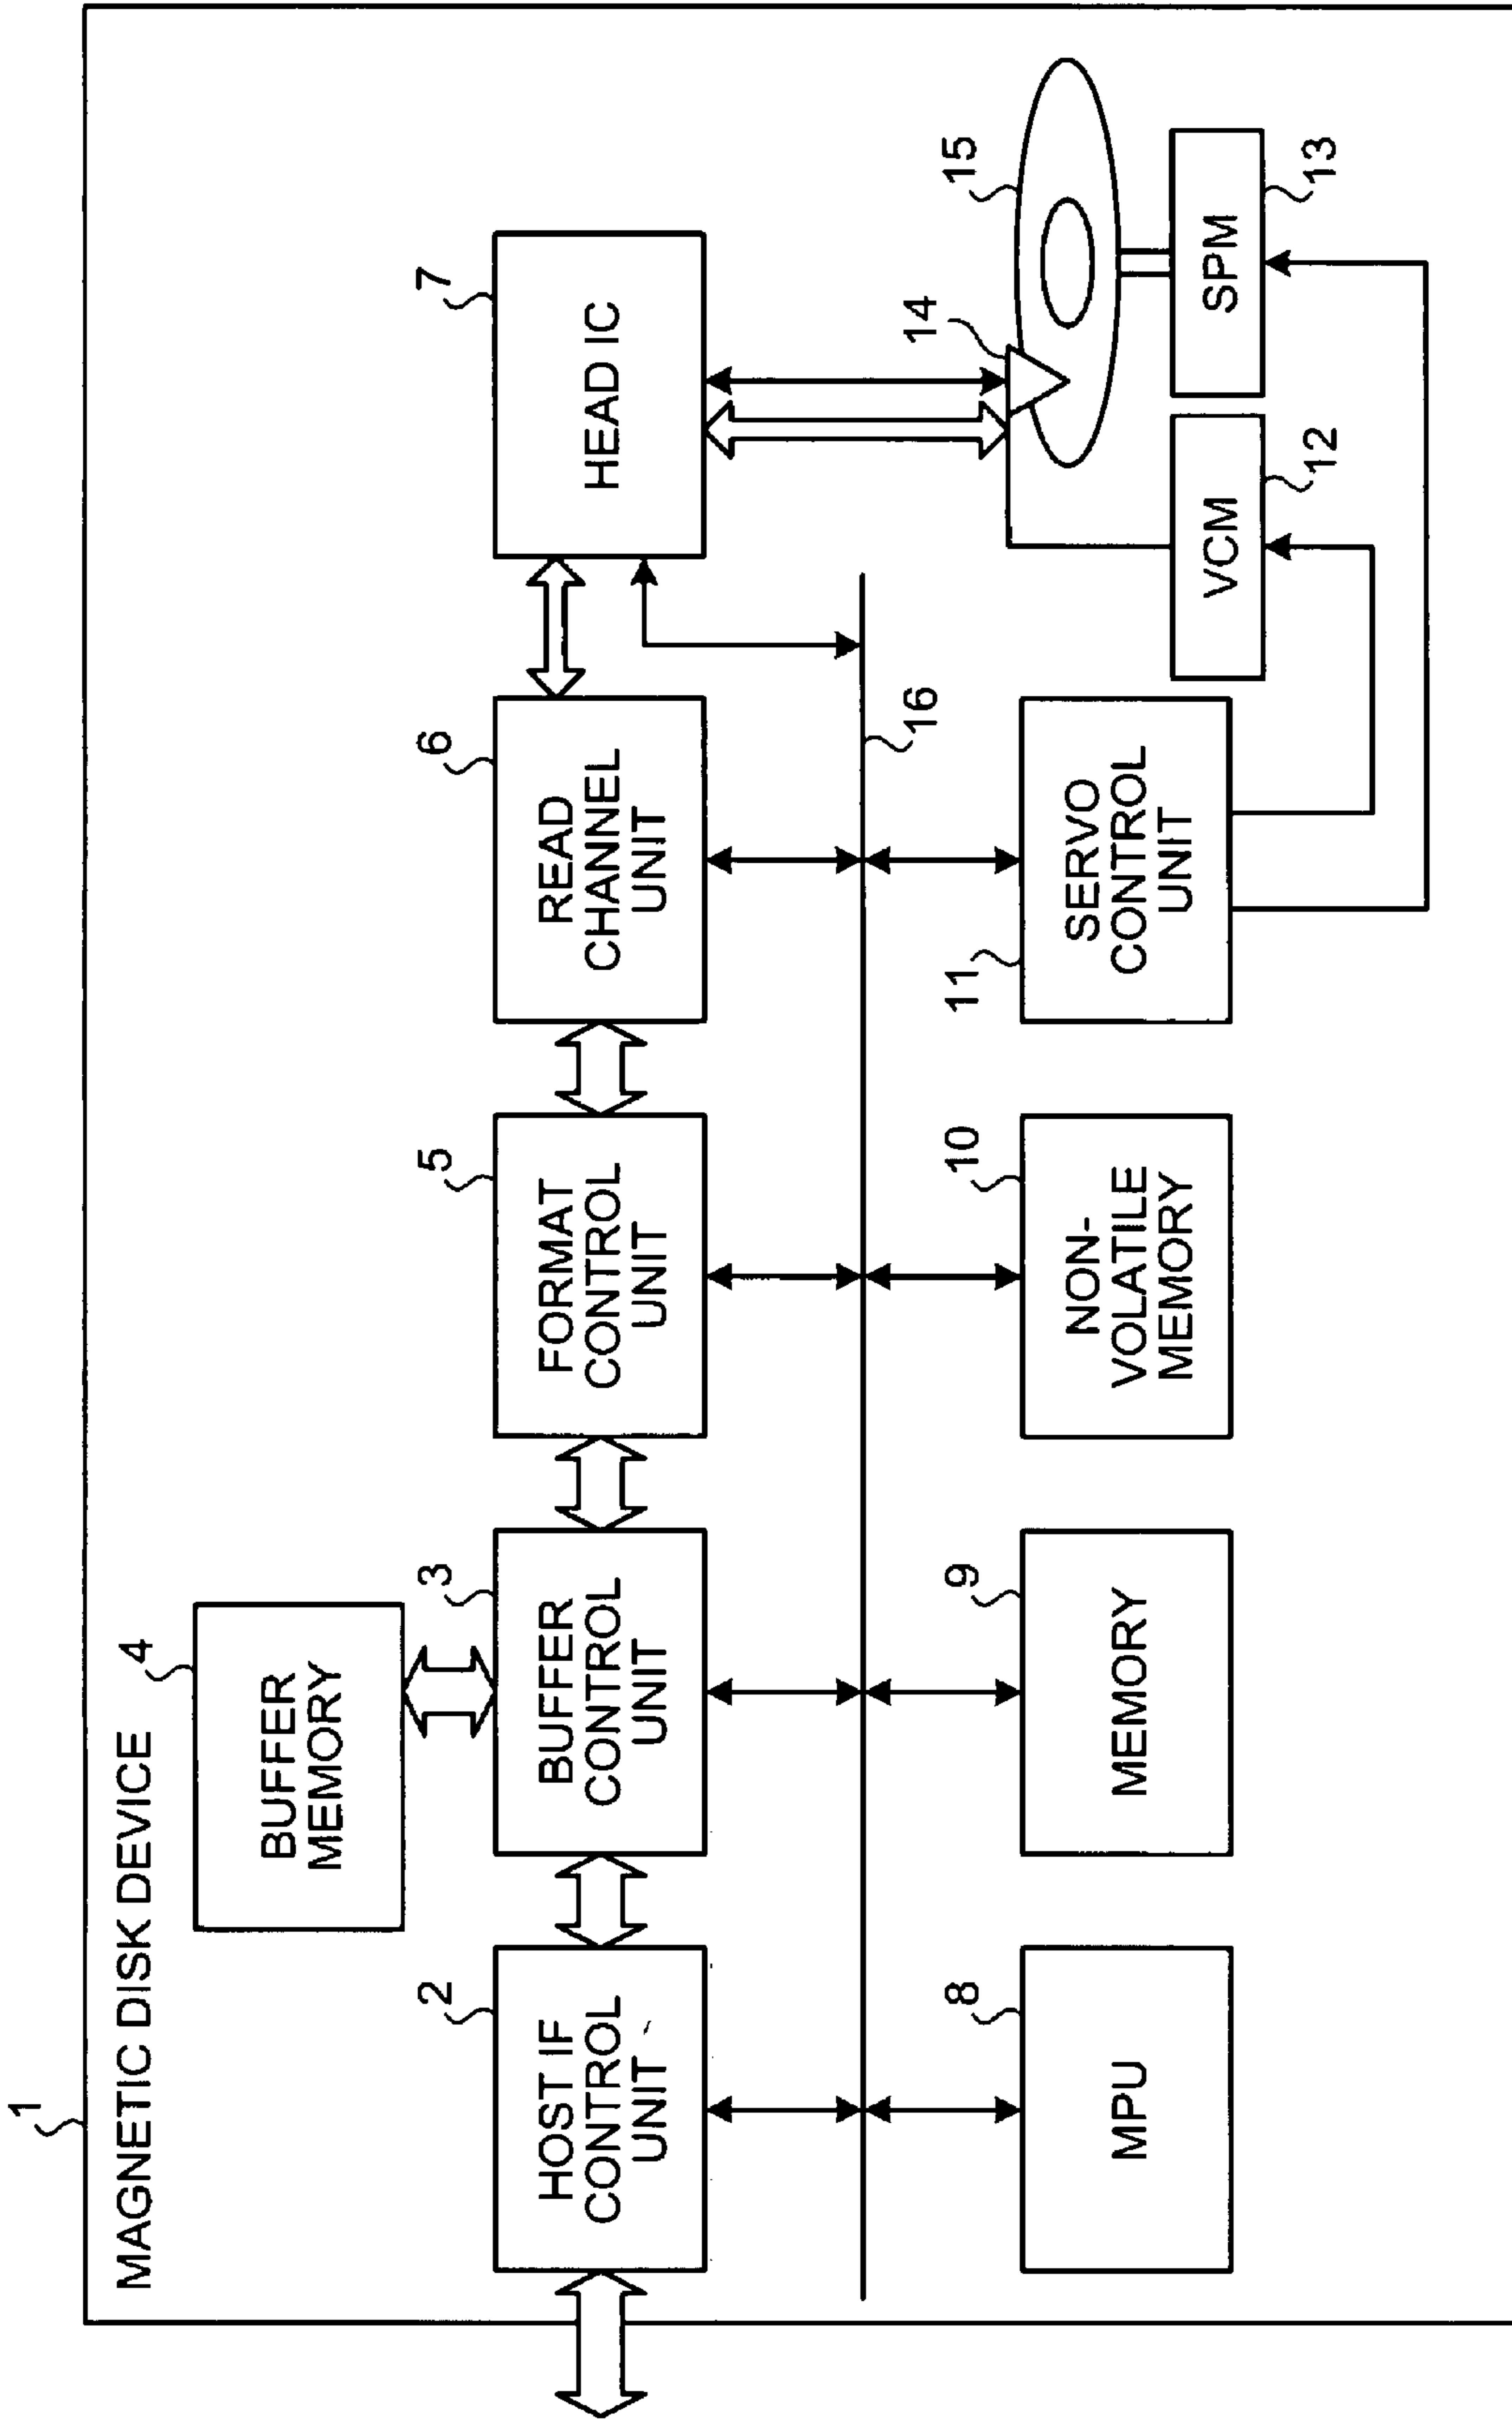 1
MAGNETIC DISK DEVICE
4
BUFFER
MEMORY
2
HOST IF
CONTROL
UNIT
3
BUFFER
CONTROL
UNIT
5
FORMAT
CONTROL
UNIT
6
READ
CHANNEL
UNIT
7
HEAD IC
16
8
MPU
9
MEMORY
10
NON-
VOLATILE
MEMORY
11
SERVO
CONTROL
UNIT
14
15
VCM
12
SPM
13